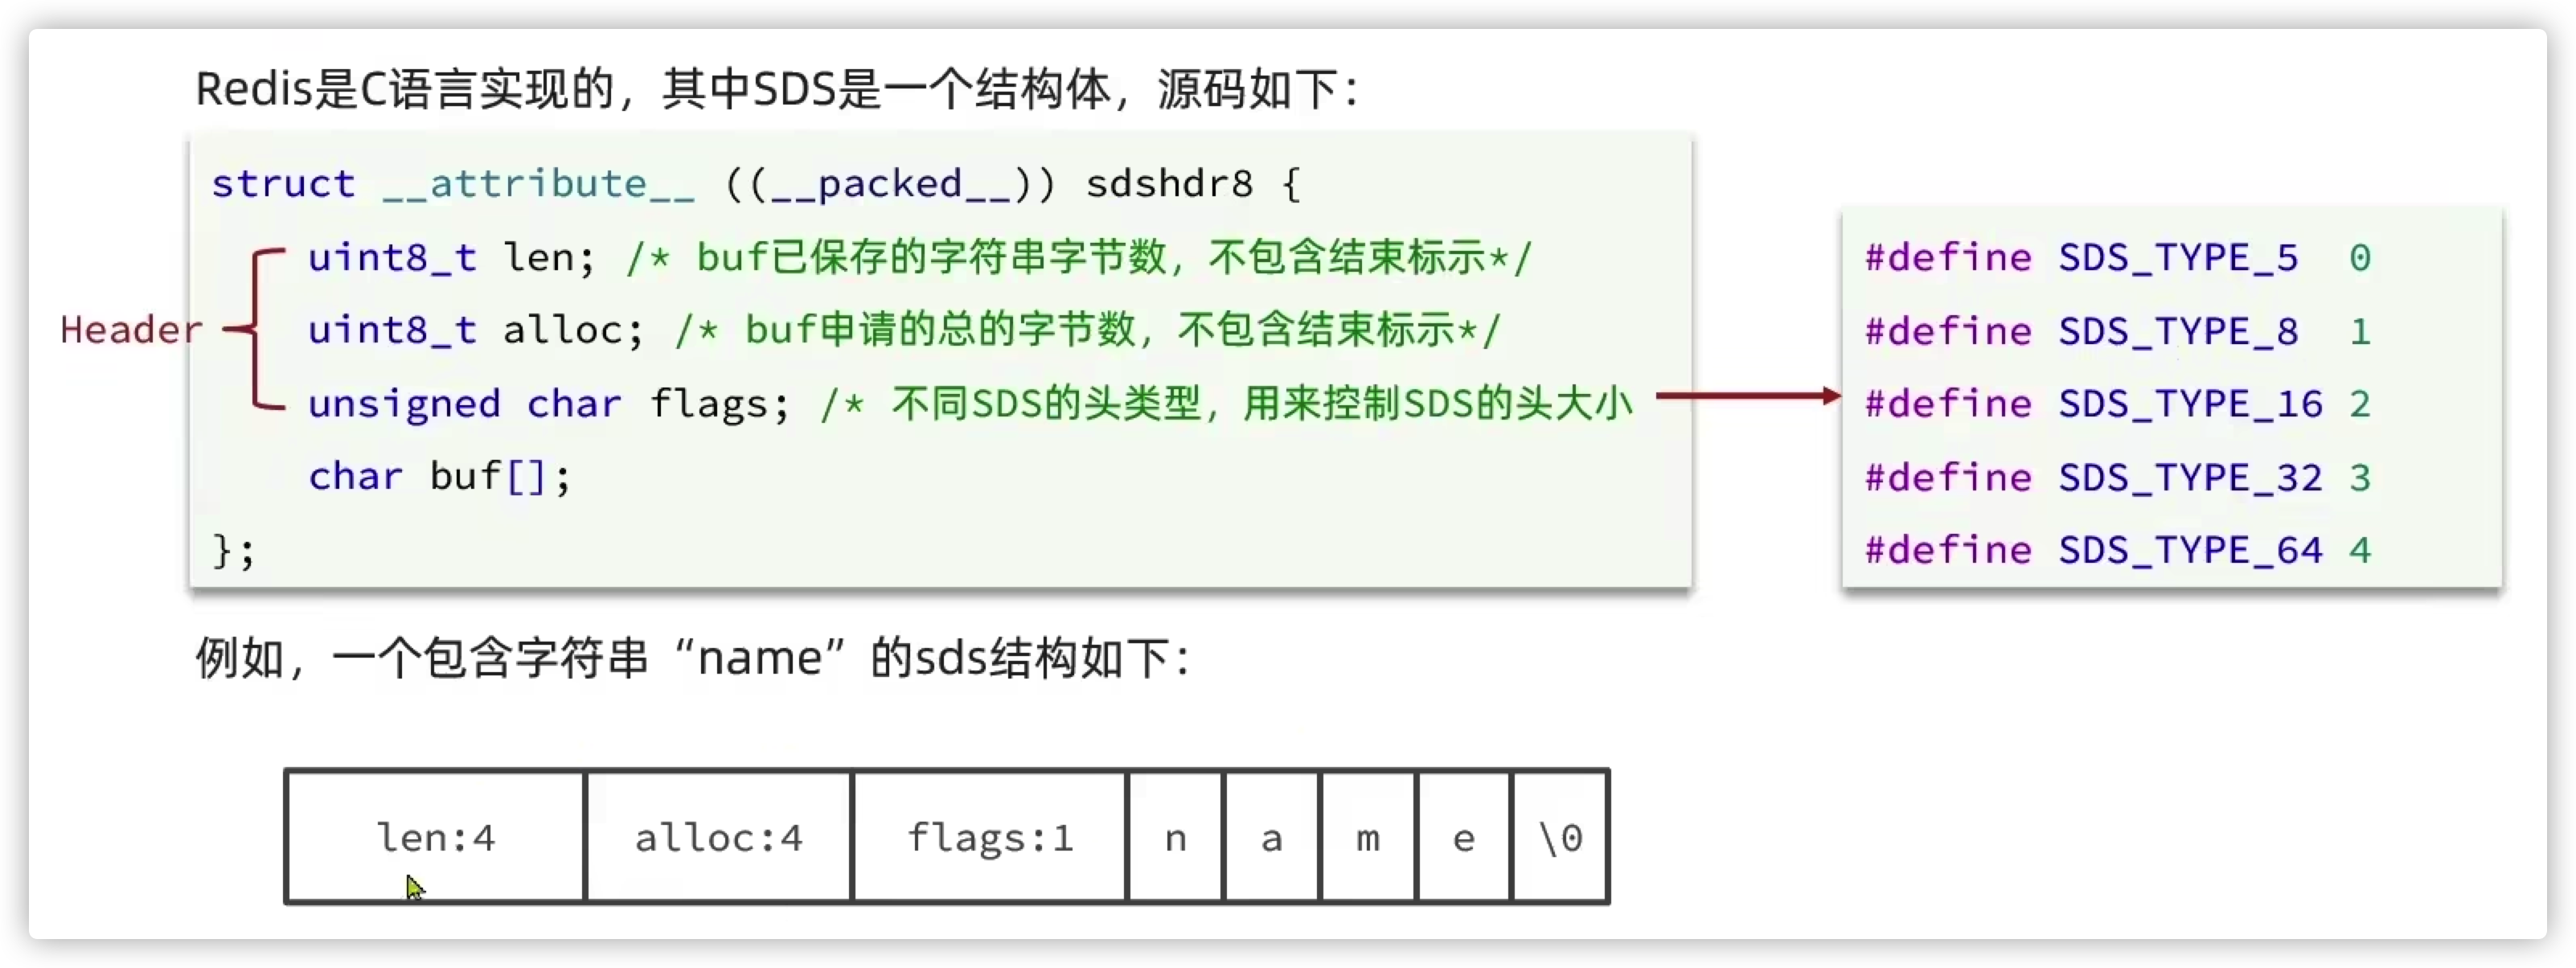 Redis是C语言实现的，其中SDS是一个结构体，源码如下：
struct __attribute__ ((__packed__)) sdshdr8 {
uint8_t len; /* buf已保存的字符串字节数，不包含结束标示*/
uint8_t alloc; /* buf申请的总的字节数，不包含结束标示*/
unsigned char flags; /* 不同SDS的头类型，用来控制SDS的头大小
char buf[];
};
Header
#define SDS_TYPE_5 0
#define SDS_TYPE_8 1
#define SDS_TYPE_16 2
#define SDS_TYPE_32 3
#define SDS_TYPE_64 4
例如，一个包含字符串“name”的sds结构如下：
len:4 alloc:4 flags:1 n a m e \0